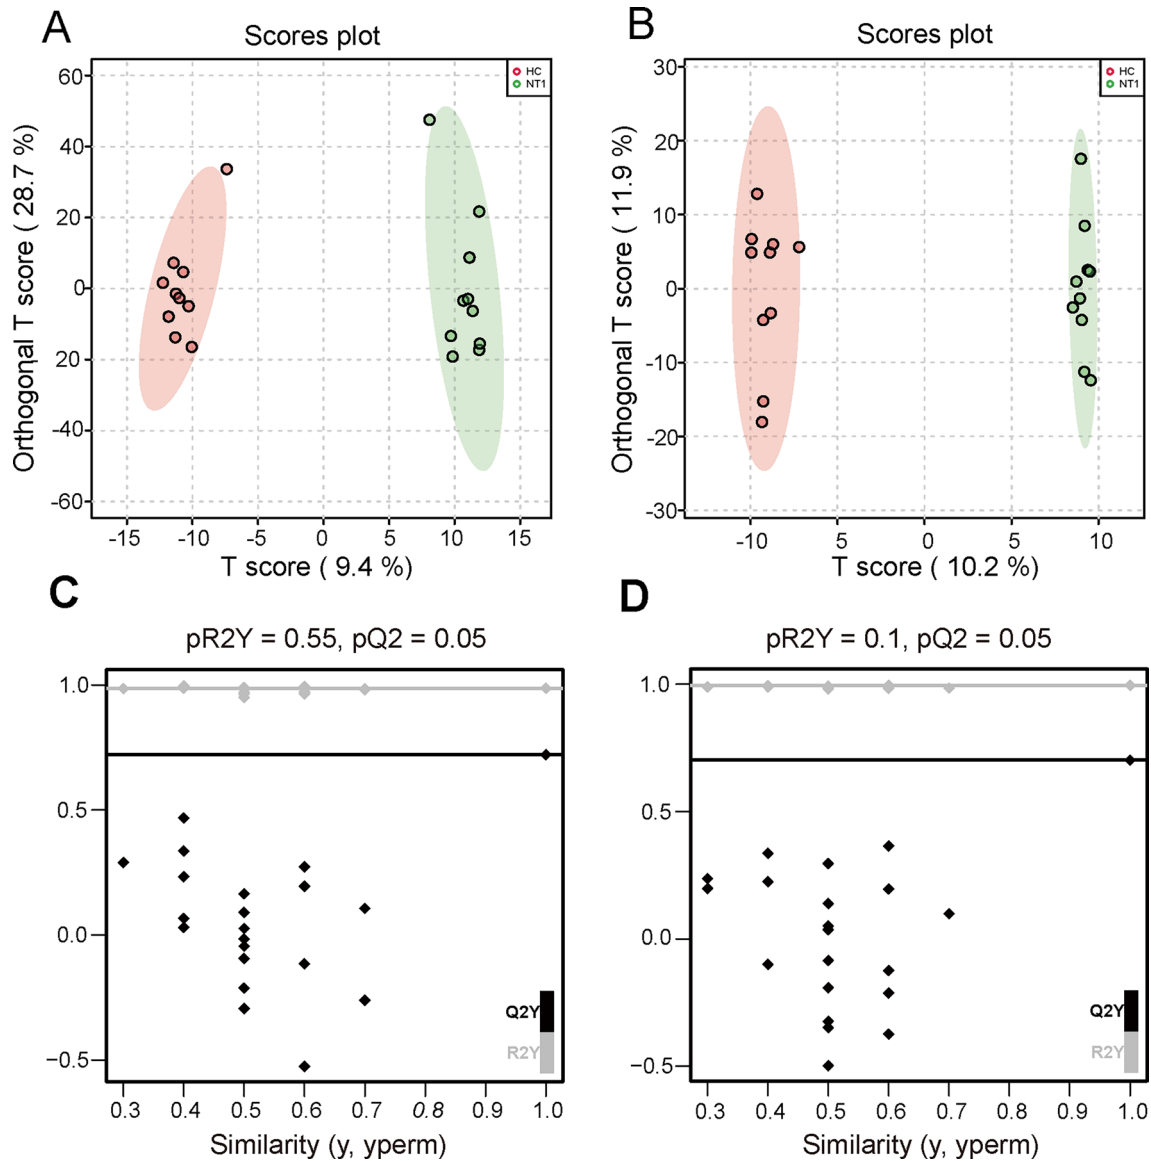 A
Scores plot
HC
NT1
60
40
20
0
20
-40
-60
Orthogonal T score ( 28.7 %)
-15
-10
-5
0
5
10
15
T score ( 9.4 %)
B
Scores plot
HC
NT1
30
20
10
0
-10
-20
-30
Orthogonal T score ( 11.9 %)
-10
5
0
5
10
T score ( 10.2 %)
C
pR2Y = 0.55, pQ2 = 0.05
1.0
0.5
0.0
−0.5
Q2Y
R2Y
0.3
0.4
0.5
0.6
0.7
0.8
0.9
1.0
Similarity (y, yperm)
D
pR2Y = 0.1, pQ2 = 0.05
1.0
0.5
0.0
−0.5
Q2Y
R2Y
0.3
0.4
0.5
0.6
0.7
0.8
0.9
1.0
Similarity (y, yperm)